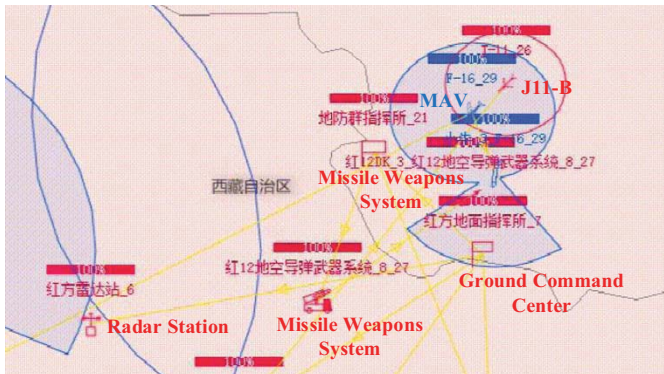 100%
J-11_26
100%
F-16_29
J11-B
100%
MAV
地防群指挥所_21
100%
100%
红12DK_3_红12地空导弹武器系统_8_27
西藏自治区
Missile Weapons
System
100%
红方地面指挥所_7
100%
红12地空导弹武器系统_8_27
100%
红方雷达站_6
Ground Command
Center
Radar Station
Missile Weapons
System
100%